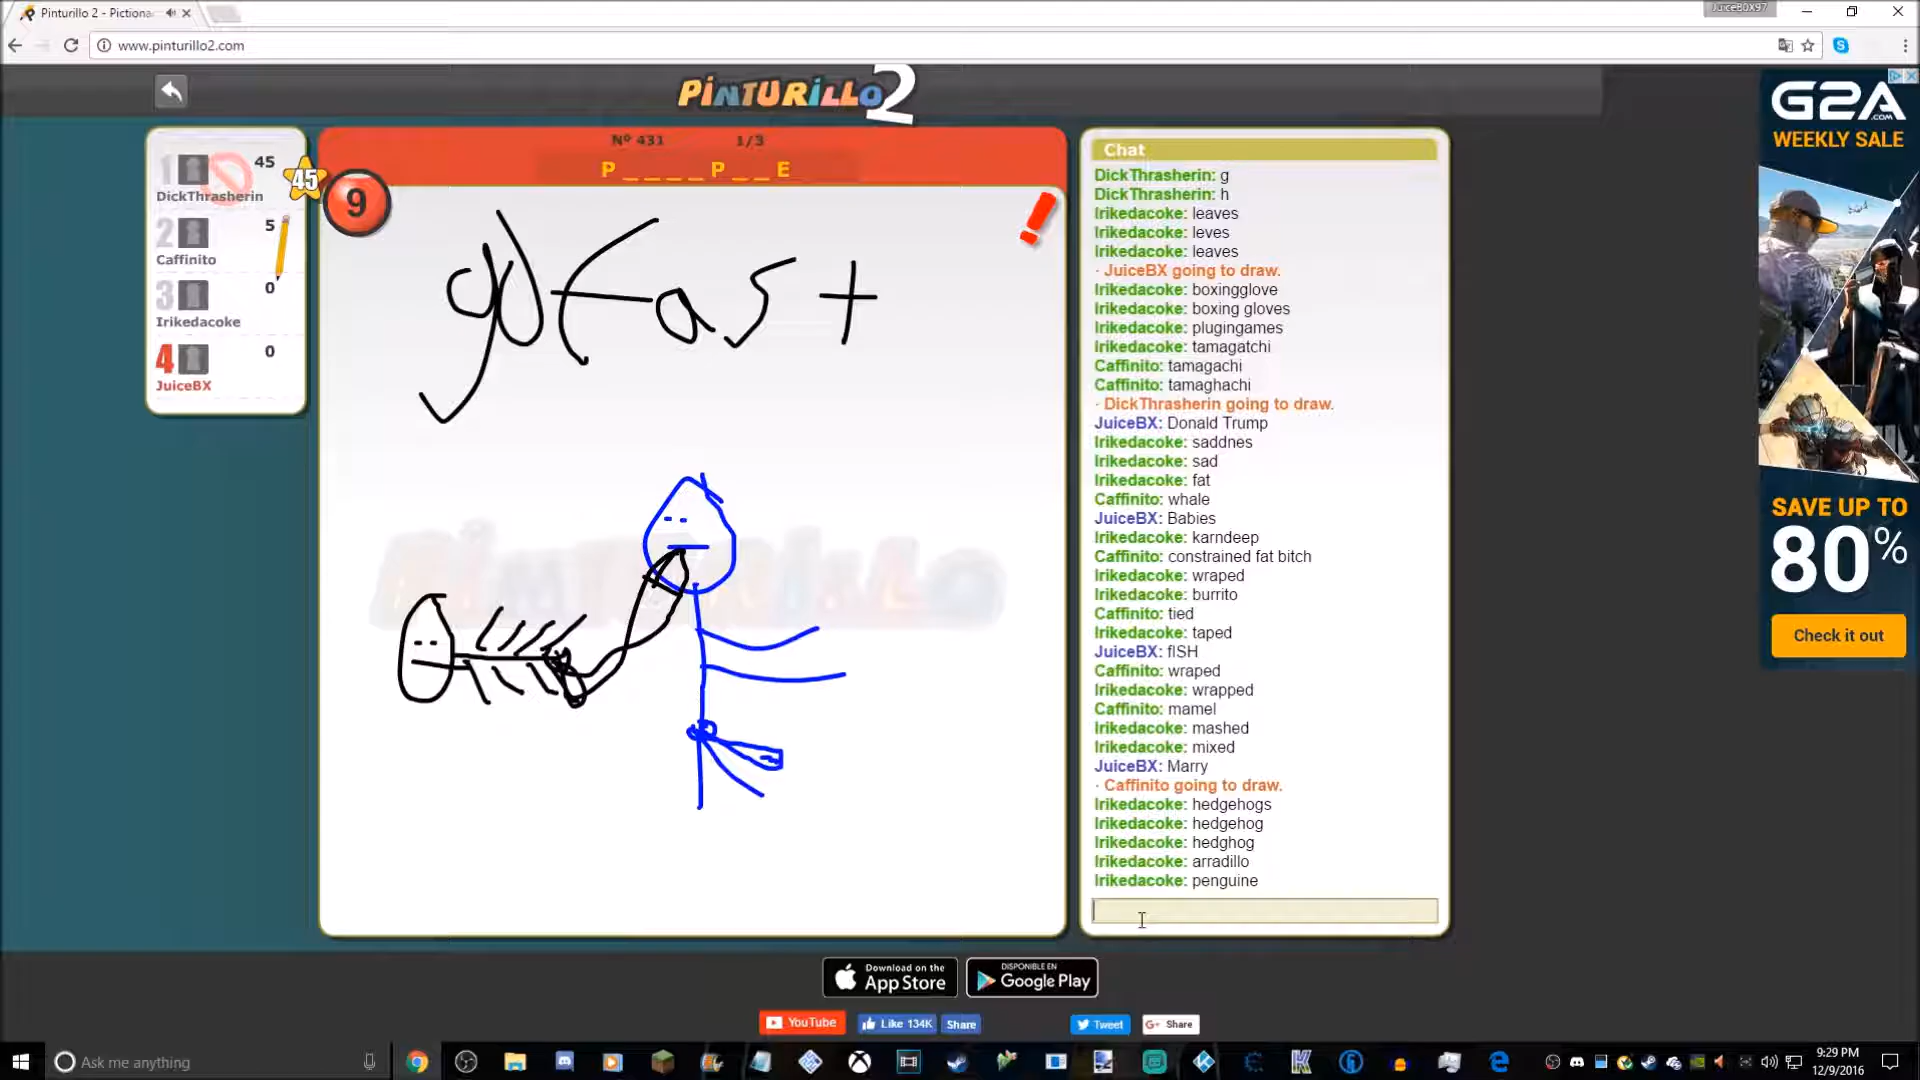 Pinturillo 2 - Pictiona
JuiceBOX97
www.pinturillo2.com
PINTURILLO2
1 45
DickThrasherin
45
2 5
Caffinito
3 0
Irikedacoke
4 0
JuiceBX
9
Nº 431 1/3
P____P__E
!
go fast
PINTURILLO
Chat
DickThrasherin: g
DickThrasherin: h
Irikedacoke: leaves
Irikedacoke: leves
Irikedacoke: leaves
· JuiceBX going to draw.
Irikedacoke: boxingglove
Irikedacoke: boxing gloves
Irikedacoke: plugingames
Irikedacoke: tamagatchi
Caffinito: tamagachi
Caffinito: tamaghachi
· DickThrasherin going to draw.
JuiceBX: Donald Trump
Irikedacoke: saddnes
Irikedacoke: sad
Irikedacoke: fat
Caffinito: whale
JuiceBX: Babies
Irikedacoke: karndeep
Caffinito: constrained fat bitch
Irikedacoke: wraped
Irikedacoke: burrito
Caffinito: tied
Irikedacoke: taped
JuiceBX: fISH
Caffinito: wraped
Irikedacoke: wrapped
Caffinito: mamel
Irikedacoke: mashed
Irikedacoke: mixed
JuiceBX: Marry
· Caffinito going to draw.
Irikedacoke: hedgehogs
Irikedacoke: hedgehog
Irikedacoke: hedghog
Irikedacoke: arradillo
Irikedacoke: penguine
G2A
.COM
WEEKLY SALE
SAVE UP TO
80%
Check it out
Download on the
App Store
DISPONIBLE EN
Google Play
YouTube
Like 134K
Share
Tweet
G+ Share
Ask me anything
9:29 PM
12/9/2016